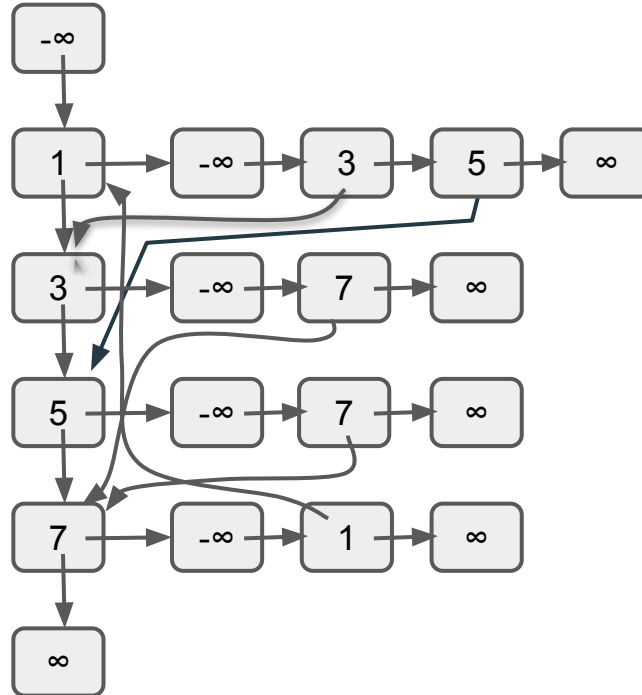 -∞
1 -∞ 3 5 ∞
3 -∞ 7 ∞
5 -∞ 7 ∞
7 -∞ 1 ∞
∞